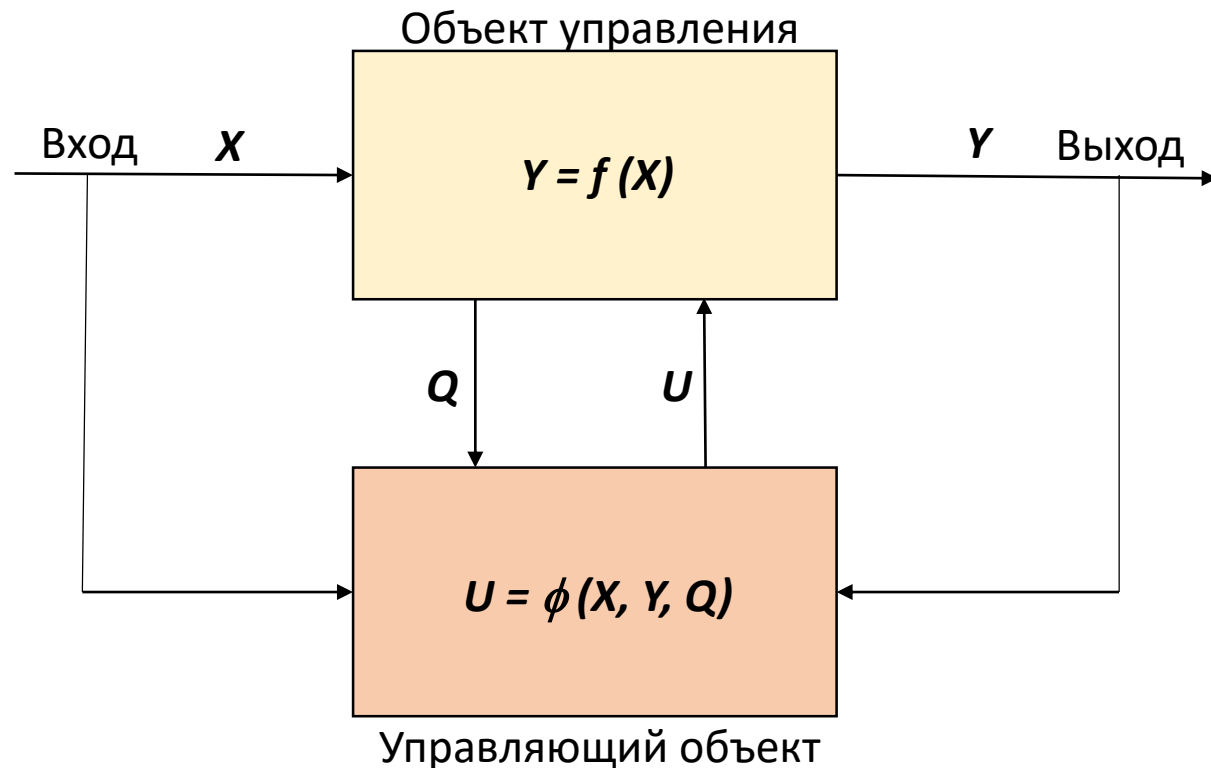 Объект управления
Вход X
Y Выход
Y = f (X)
Q U
U = ϕ (X, Y, Q)
Управляющий объект